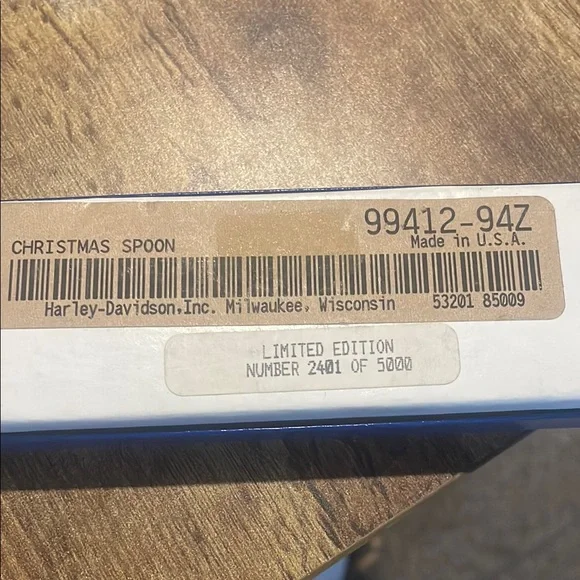 99412-94Z
CHRISTMAS SPOON Made in U.S.A.
Harley-Davidson,Inc. Milwaukee, Wisconsin 53201 85009
LIMITED EDITION
NUMBER 2401 OF 5000